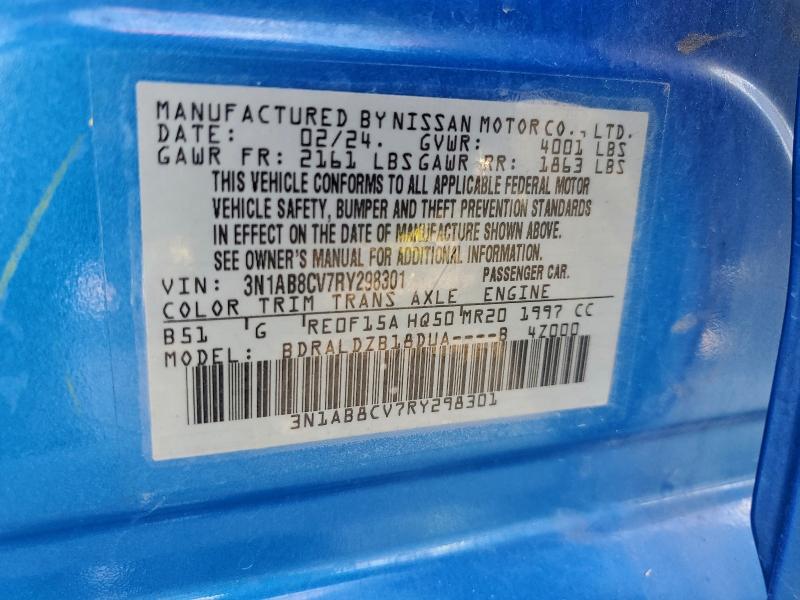 MANUFACTURED BY NISSAN MOTOR CO., LTD.
DATE: 02/24. GVWR: 4001 LBS
GAWR FR: 2161 LBS GAWR RR: 1863 LBS
THIS VEHICLE CONFORMS TO ALL APPLICABLE FEDERAL MOTOR
VEHICLE SAFETY, BUMPER AND THEFT PREVENTION STANDARDS
IN EFFECT ON THE DATE OF MANUFACTURE SHOWN ABOVE.
SEE OWNER'S MANUAL FOR ADDITIONAL INFORMATION.
VIN: 3N1AB8CV7RY298301 PASSENGER CAR.
COLOR TRIM TRANS AXLE ENGINE
B51 G RE0F15A HQ50 MR20 1997 CC
MODEL: BDRALDZB18DUA----B 4Z000
3N1AB8CV7RY298301